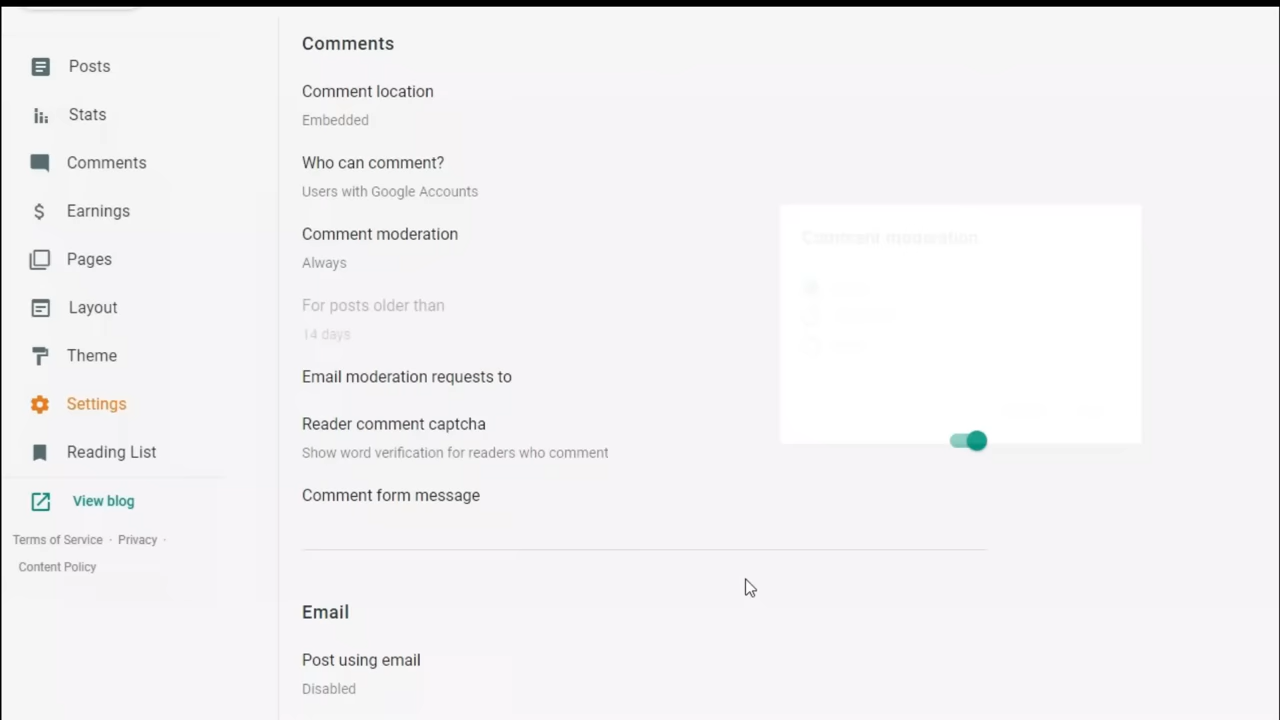 Posts
Stats
Comments
Earnings
Pages
Layout
Theme
Settings
Reading List
View blog
Terms of Service · Privacy ·
Content Policy
Comments
Comment location
Embedded
Who can comment?
Users with Google Accounts
Comment moderation
Always
For posts older than
14 days
Email moderation requests to
Reader comment captcha
Show word verification for readers who comment
Comment form message
Email
Post using email
Disabled
Comment moderation